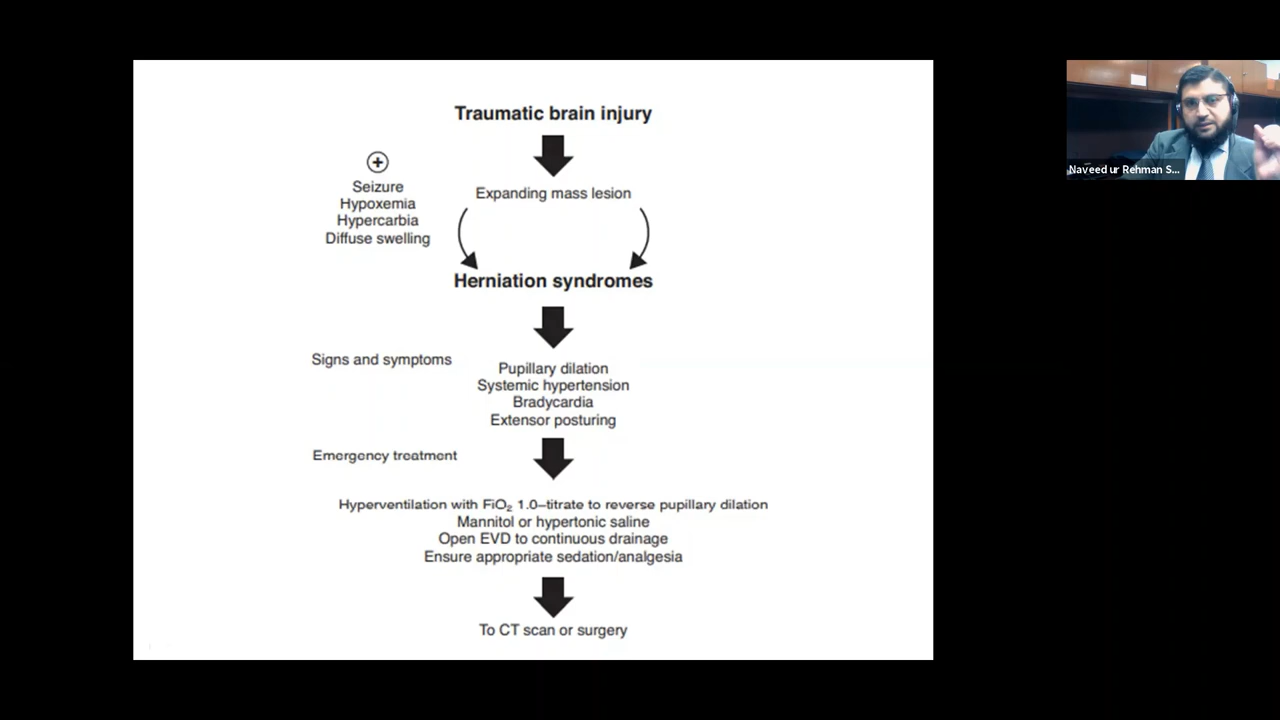 Traumatic brain injury
+
Seizure
Hypoxemia
Hypercarbia
Diffuse swelling
Expanding mass lesion
Herniation syndromes
Signs and symptoms
Pupillary dilation
Systemic hypertension
Bradycardia
Extensor posturing
Emergency treatment
Hyperventilation with FiO₂ 1.0–titrate to reverse pupillary dilation
Mannitol or hypertonic saline
Open EVD to continuous drainage
Ensure appropriate sedation/analgesia
To CT scan or surgery
Naveed ur Rehman S...